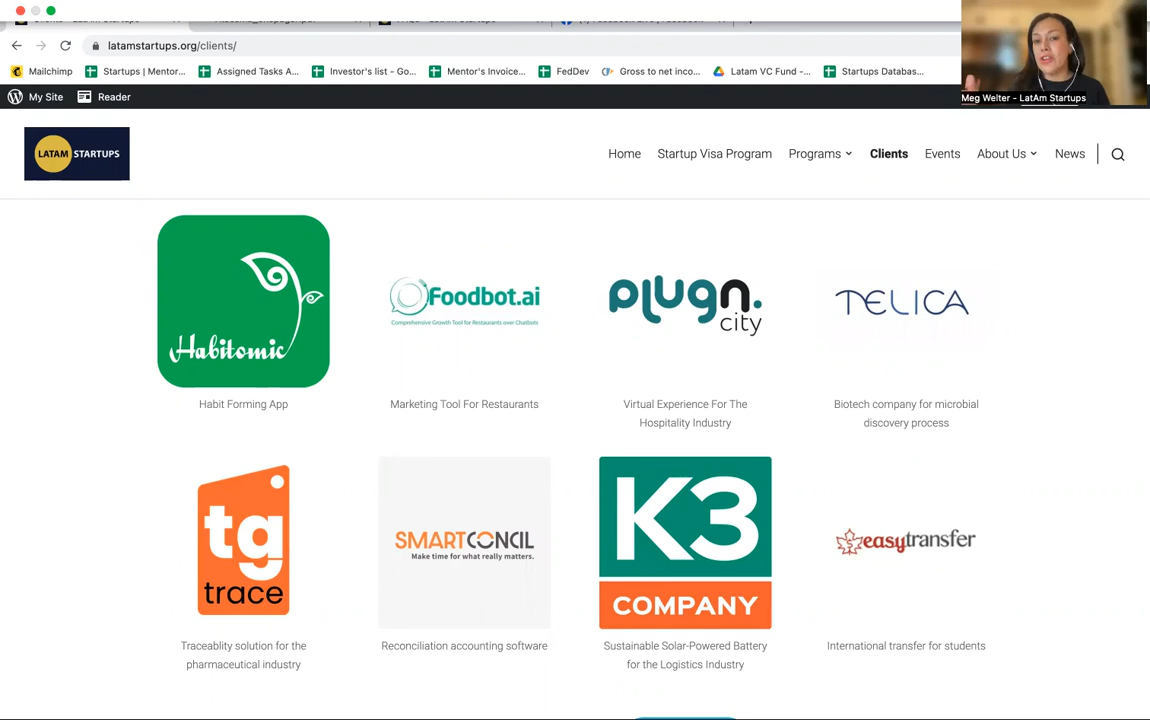 latamstartups.org/clients/
Mailchimp
Startups | Mentor...
Assigned Tasks A...
Investor's list - Go...
Mentor's Invoice...
FedDev
Gross to net inco...
Latam VC Fund -...
Startups Databas...
Meg Welter - LatAm Startups
My Site
Reader
LATAM STARTUPS
Home
Startup Visa Program
Programs
Clients
Events
About Us
News
Habitomic
Foodbot.ai
Comprehensive Growth Tool for Restaurants over Chatbots
plugn.
city
TELICA
Habit Forming App
Marketing Tool For Restaurants
Virtual Experience For The
Hospitality Industry
Biotech company for microbial
discovery process
tg
trace
SMARTCONCIL
Make time for what really matters.
K3
COMPANY
easytransfer
Traceablity solution for the
pharmaceutical industry
Reconciliation accounting software
Sustainable Solar-Powered Battery
for the Logistics Industry
International transfer for students